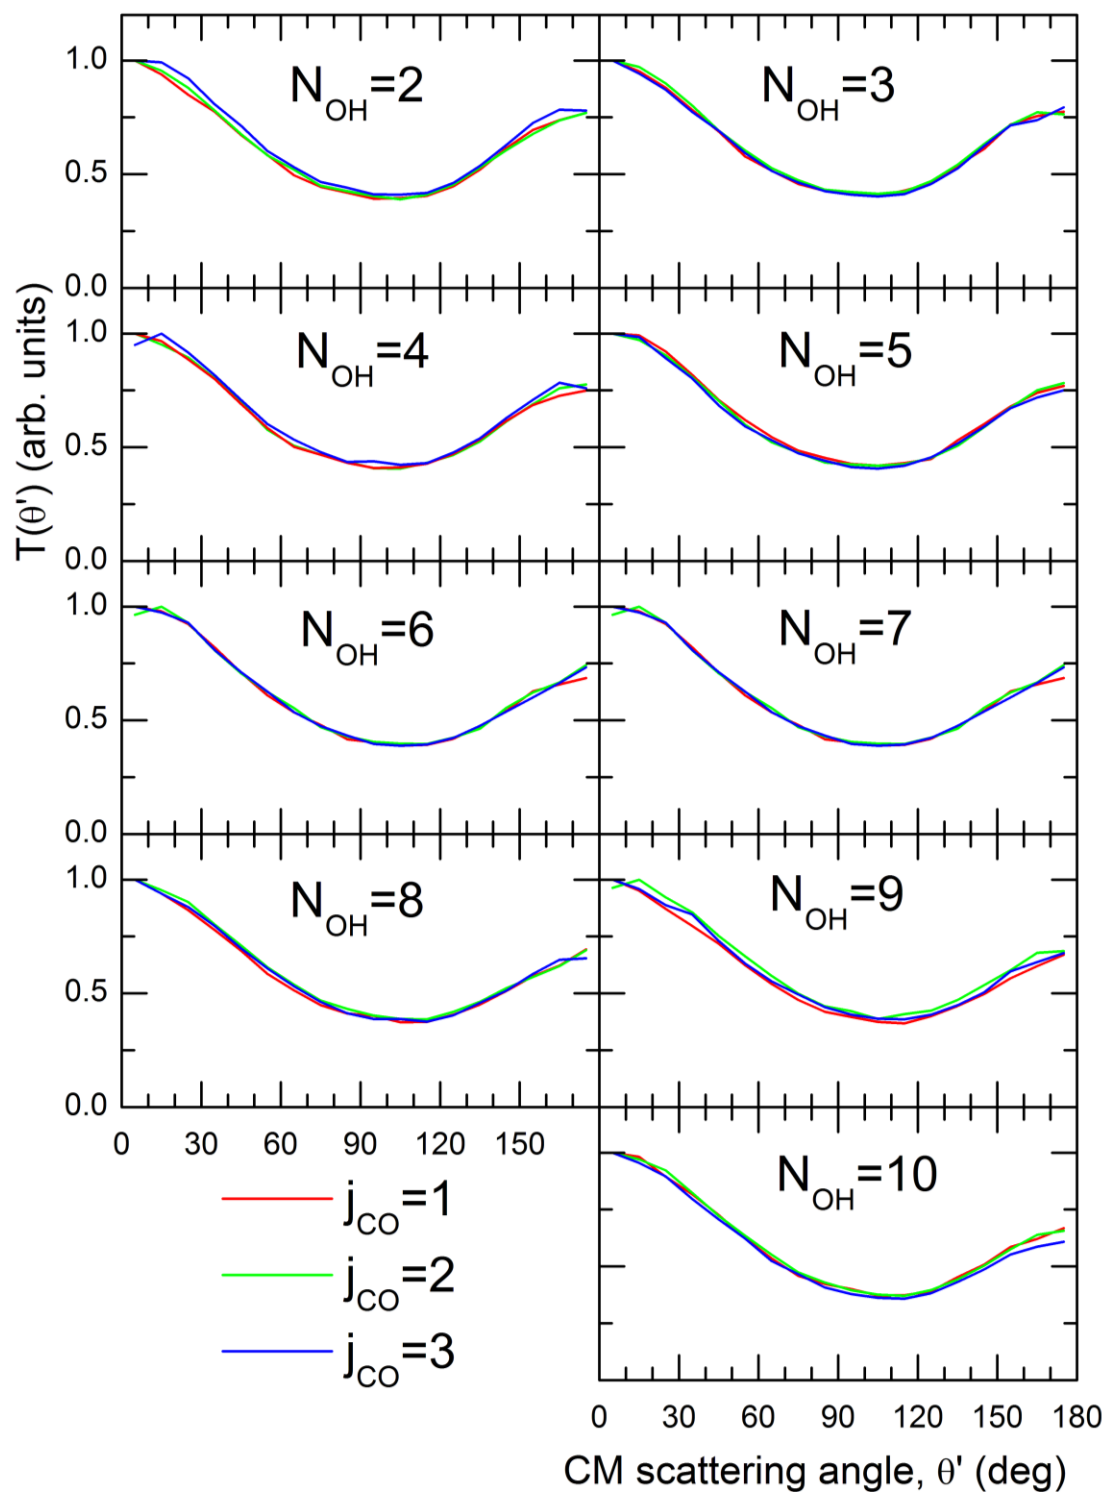 1.0
N_OH=2
N_OH=3
0.5
0.0
1.0
N_OH=4
N_OH=5
0.5
0.0
T(θ') (arb. units)
1.0
N_OH=6
N_OH=7
0.5
0.0
1.0
N_OH=8
N_OH=9
0.5
0.0
0 30 60 90 120 150
N_OH=10
j_CO=1
j_CO=2
j_CO=3
0 30 60 90 120 150 180
CM scattering angle, θ' (deg)